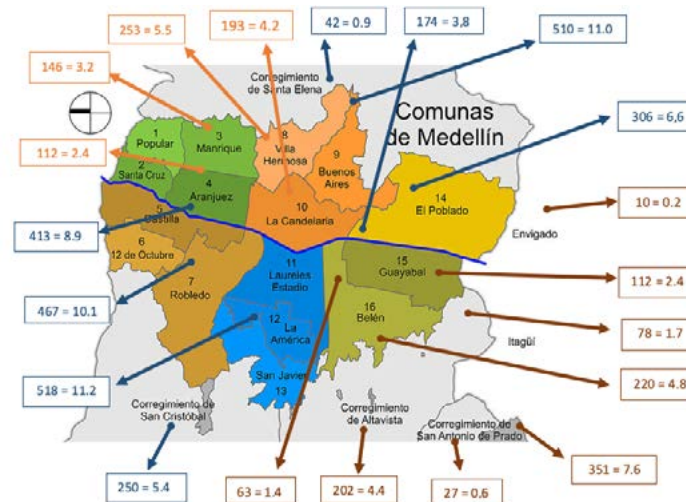 253 = 5.5
193 = 4.2
42 = 0.9
174 = 3,8
510 = 11.0
146 = 3.2
Corregimiento
de Santa Elena
Comunas
de Medellín
306 = 6,6
112 = 2.4
1
Popular
3
Manrique
8
Villa
Hermosa
9
Buenos
Aires
2
Santa Cruz
4
Aranjuez
10
La Candelaria
14
El Poblado
10 = 0.2
Envigado
413 = 8.9
5
Castilla
6
12 de Octubre
7
Robledo
11
Laureles
Estadio
15
Guayabal
112 = 2.4
467 = 10.1
16
Belén
12
La
América
78 = 1.7
Itagüí
220 = 4.8
518 = 11.2
San Javier
13
Corregimiento de
San Cristóbal
Corregimiento
de Altavista
Corregimiento de
San Antonio de Prado
250 = 5.4
63 = 1.4
202 = 4.4
27 = 0.6
351 = 7.6